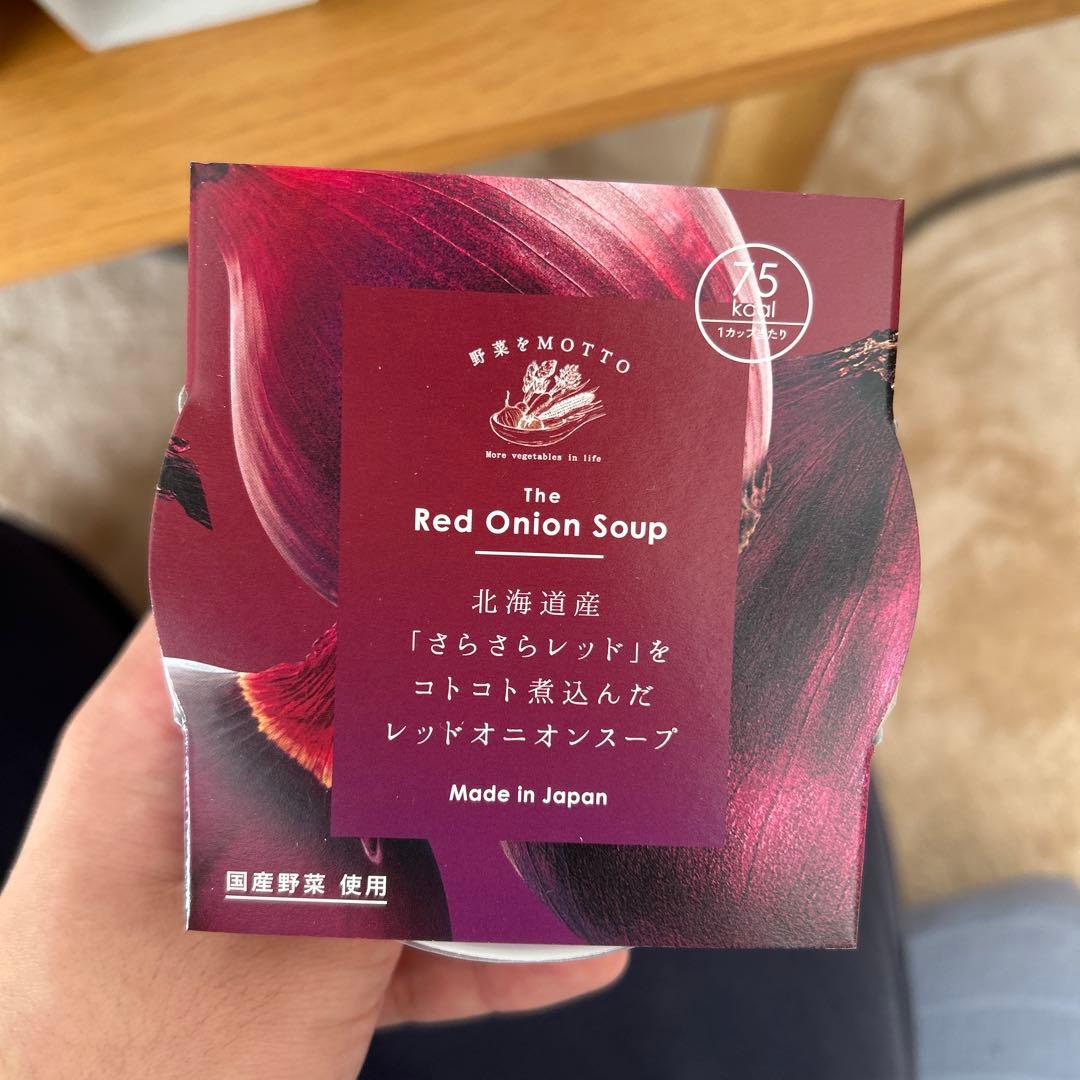 75
kcal
1カップ当たり
野菜をMOTTO
More vegetables in life
The
Red Onion Soup
北海道産
「さらさらレッド」を
コトコト煮込んだ
レッドオニオンスープ
Made in Japan
国産野菜 使用